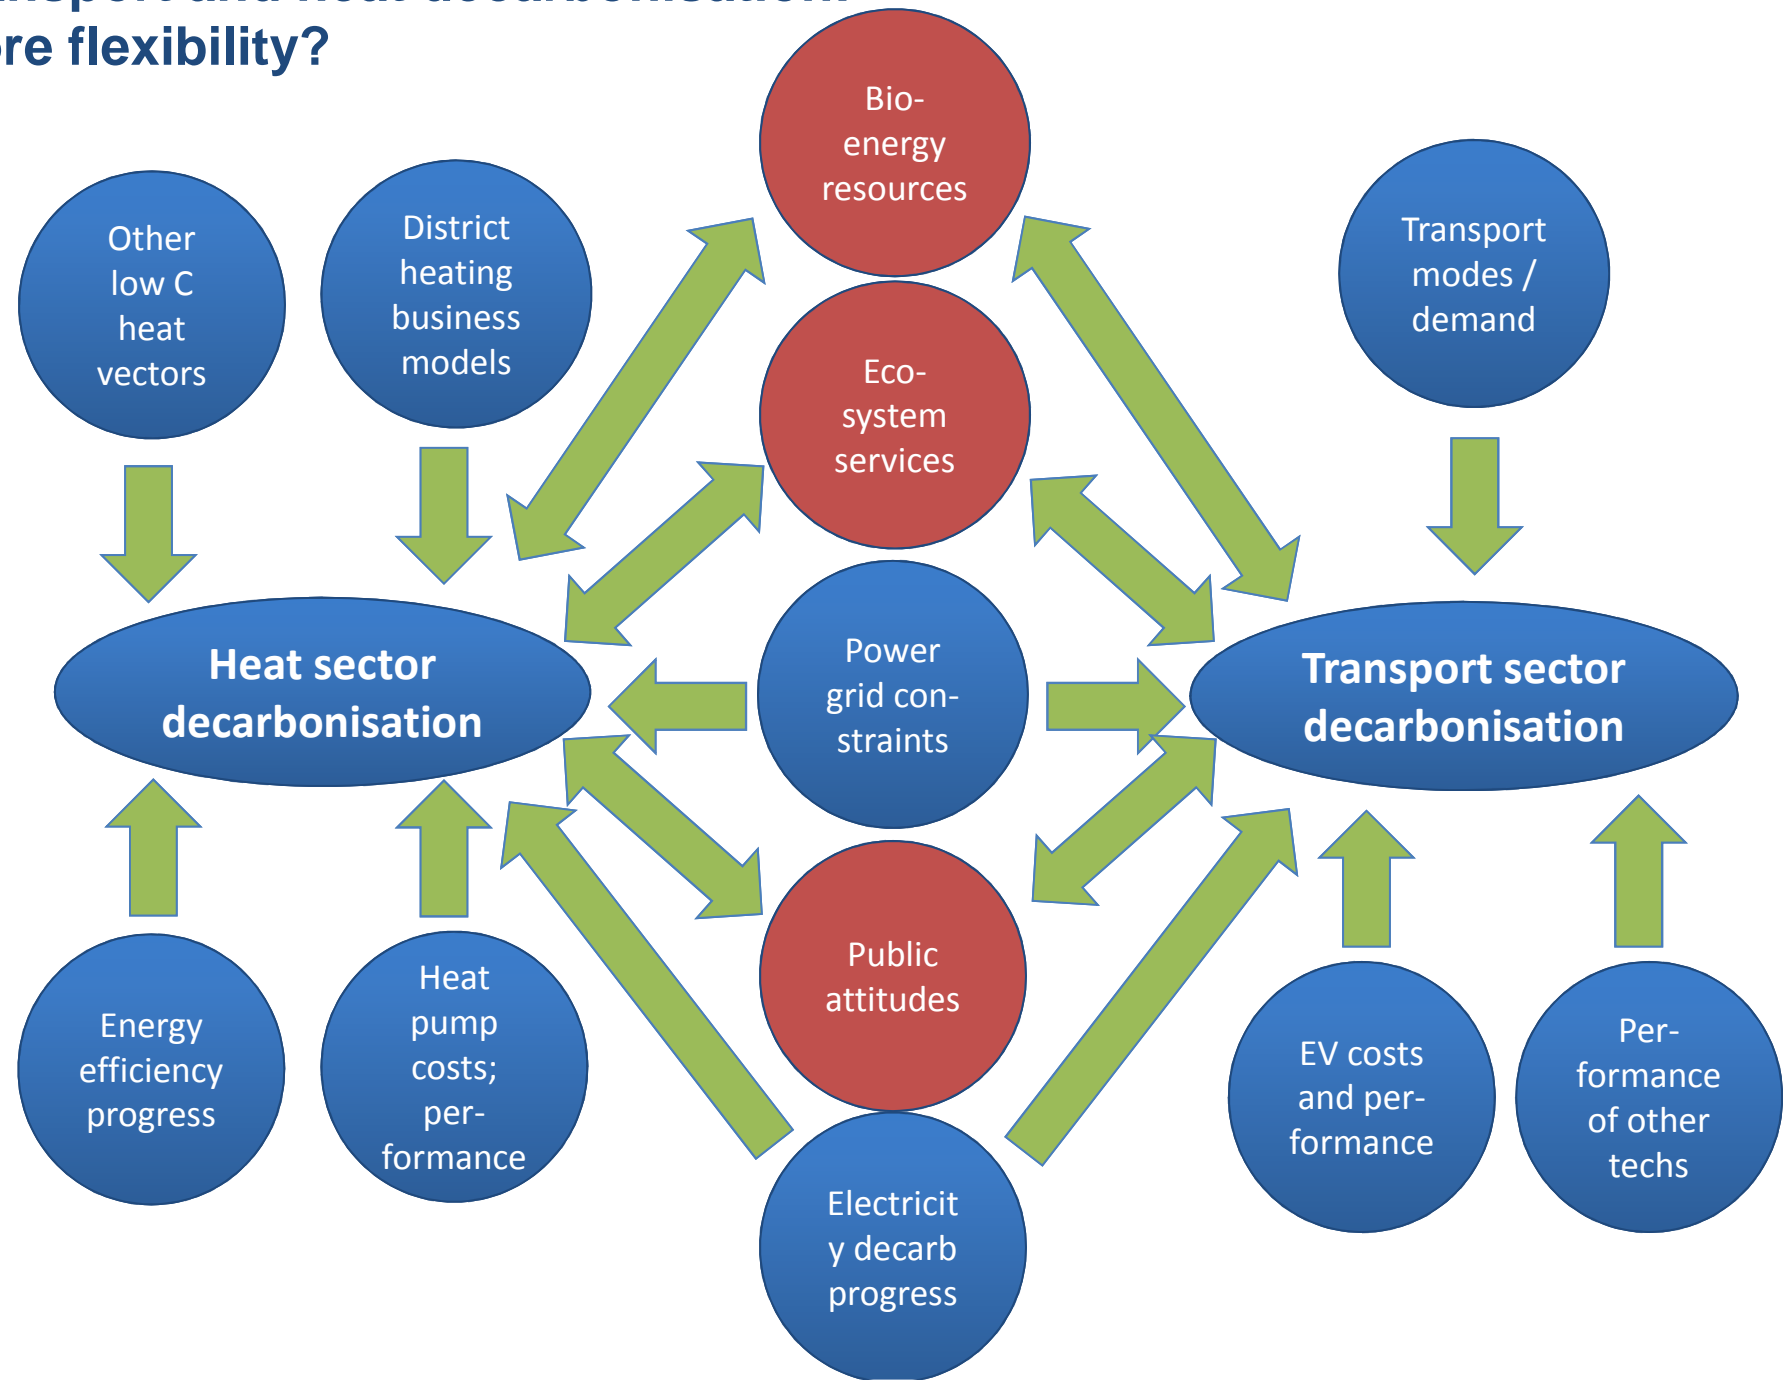 ore flexibility?
Bio-
energy
resources
Other
low C
heat
vectors
District
heating
business
models
Transport
modes /
demand
Eco-
system
services
Heat sector
decarbonisation
Power
grid con-
straints
Transport sector
decarbonisation
Energy
efficiency
progress
Heat
pump
costs;
per-
formance
Public
attitudes
EV costs
and per-
formance
Per-
formance
of other
techs
Electricit
y decarb
progress